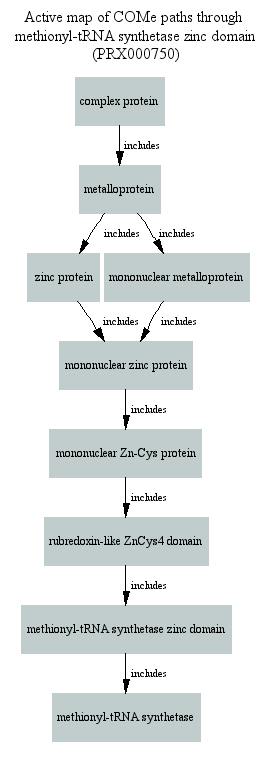 Active map of COMe paths through
methionyl-tRNA synthetase zinc domain
(PRX000750)
complex protein
includes
metalloprotein
includes
includes
zinc protein
mononuclear metalloprotein
includes
includes
mononuclear zinc protein
includes
mononuclear Zn-Cys protein
includes
rubredoxin-like ZnCys4 domain
includes
methionyl-tRNA synthetase zinc domain
includes
methionyl-tRNA synthetase